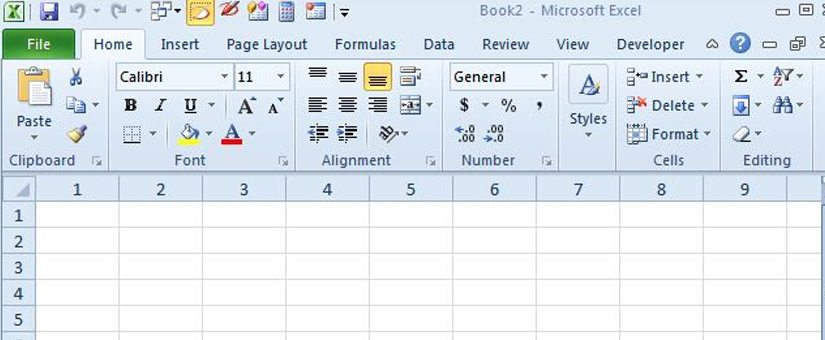 Book2 - Microsoft Excel
File Home Insert Page Layout Formulas Data Review View Developer
Calibri 11 General Insert Σ
Paste B I U A A $ % , Styles Delete
A .0 .00 .00 .0 Format
Clipboard Font Alignment Number Cells Editing
1 2 3 4 5 6 7 8 9
1
2
3
4
5